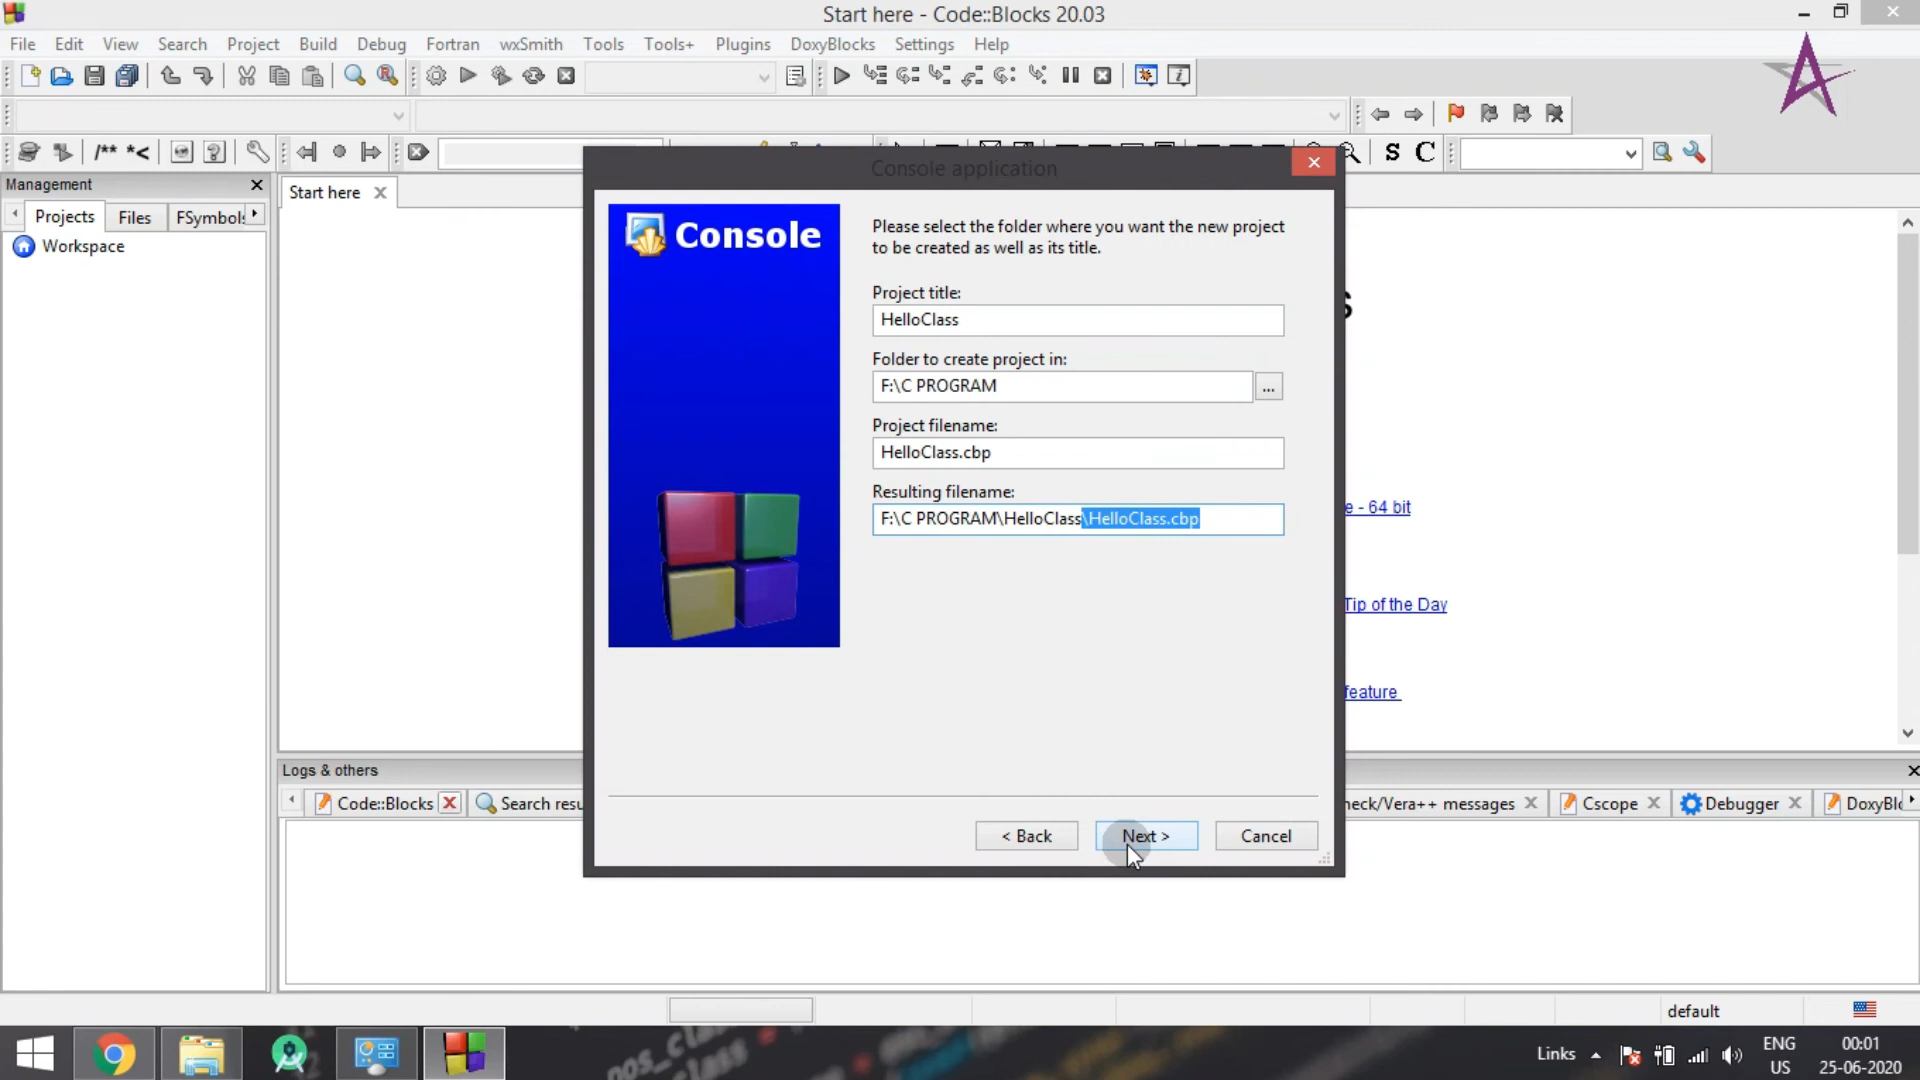 Start here - Code::Blocks 20.03
File Edit View Search Project Build Debug Fortran wxSmith Tools Tools+ Plugins DoxyBlocks Settings Help
/** *<
S C
Management
Projects Files FSymbols
Workspace
Start here
Console application
Console
Please select the folder where you want the new project
to be created as well as its title.
Project title:
HelloClass
Folder to create project in:
F:\C PROGRAM
...
Project filename:
HelloClass.cbp
Resulting filename:
F:\C PROGRAM\HelloClass\HelloClass.cbp
< Back Next > Cancel
e - 64 bit
Tip of the Day
feature
Logs & others
Code::Blocks Search resu heck/Vera++ messages Cscope Debugger DoxyBlo
default
Links
ENG
US
00:01
25-06-2020